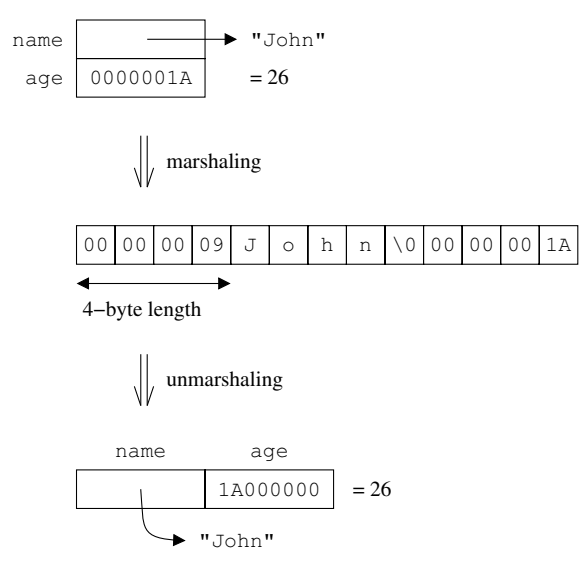 name "John"
age 0000001A = 26
marshaling
00 00 00 09 J o h n \0 00 00 00 1A
4−byte length
unmarshaling
name age
1A000000 = 26
"John"